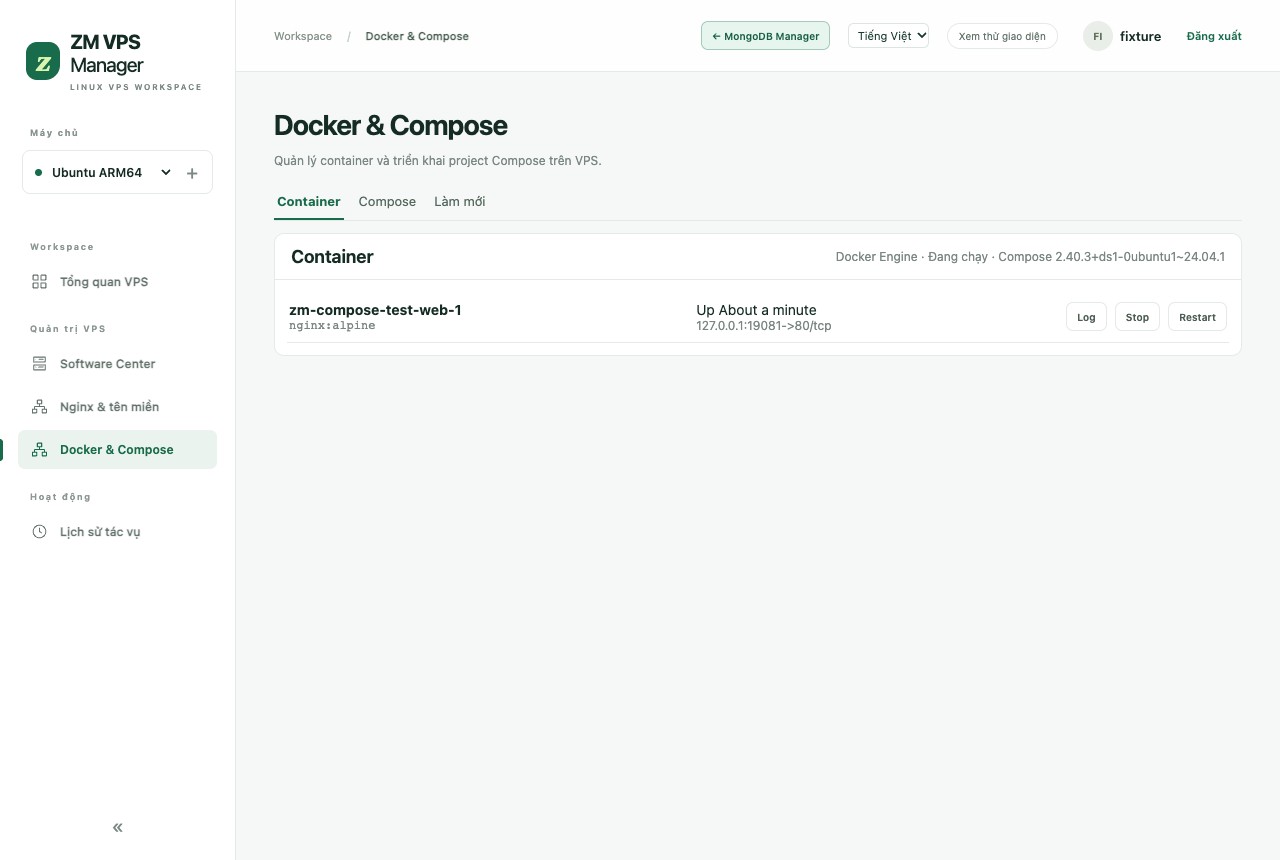 ZM VPS
Manager
LINUX VPS WORKSPACE
Máy chủ
Ubuntu ARM64
Workspace
Tổng quan VPS
Quản trị VPS
Software Center
Nginx & tên miền
Docker & Compose
Hoạt động
Lịch sử tác vụ
«
Workspace / Docker & Compose
← MongoDB Manager
Tiếng Việt
Xem thử giao diện
FI fixture
Đăng xuất
Docker & Compose
Quản lý container và triển khai project Compose trên VPS.
Container Compose Làm mới
Container
Docker Engine · Đang chạy · Compose 2.40.3+ds1-0ubuntu1~24.04.1
zm-compose-test-web-1
nginx:alpine
Up About a minute
127.0.0.1:19081->80/tcp
Log Stop Restart